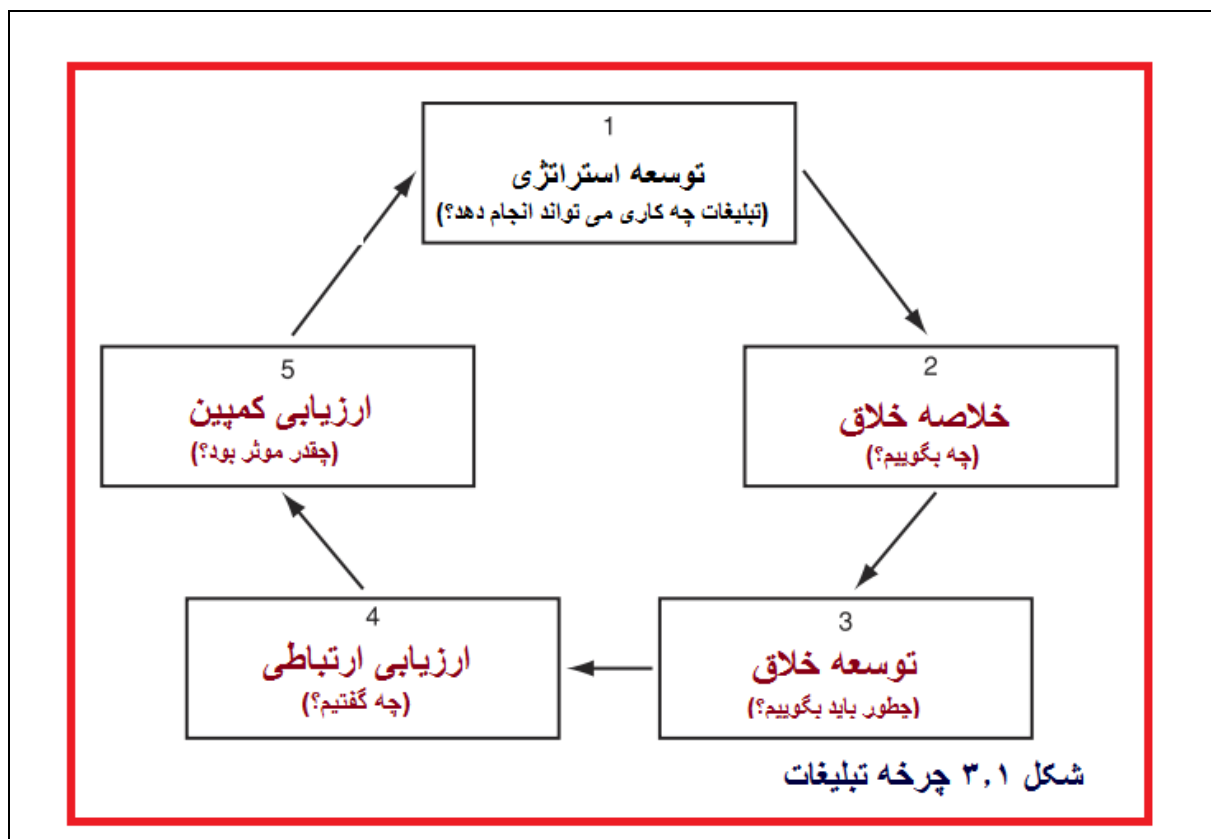 1
توسعه استراتژی
(تبلیغات چه کاری می تواند انجام دهد؟)
2
خلاصه خلاق
(چه بگوییم؟)
3
توسعه خلاق
(چطور باید بگوییم؟)
4
ارزیابی ارتباطی
(چه گفتیم؟)
5
ارزیابی کمپین
(چقدر موثر بود؟)
شکل ۳,۱ چرخه تبلیغات